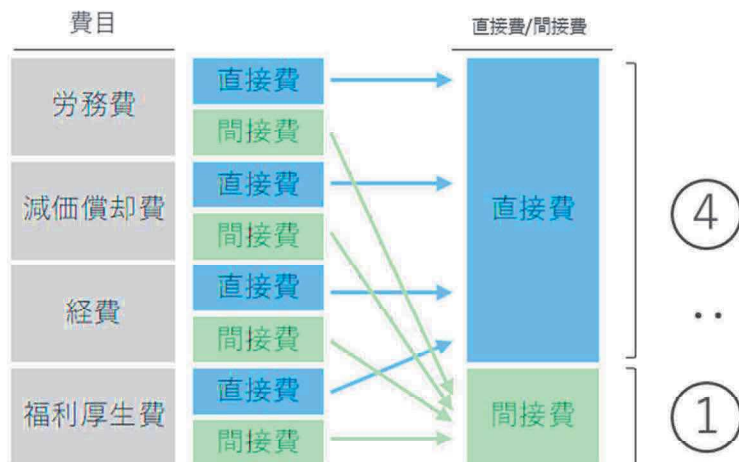 費目
直接費/間接費
労務費
直接費
間接費
減価償却費
直接費
間接費
経費
直接費
間接費
福利厚生費
直接費
間接費
直接費
間接費
④
..
①